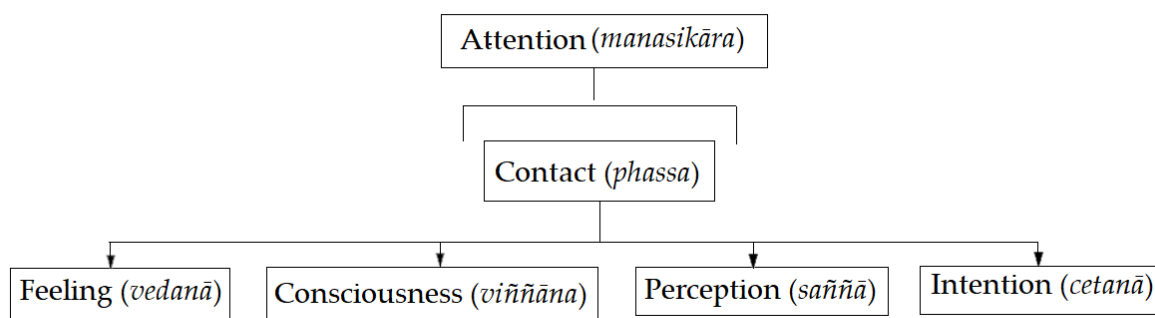 Attention (manasikāra)
Contact (phassa)
Feeling (vedanā)
Consciousness (viññāna)
Perception (saññā)
Intention (cetanā)